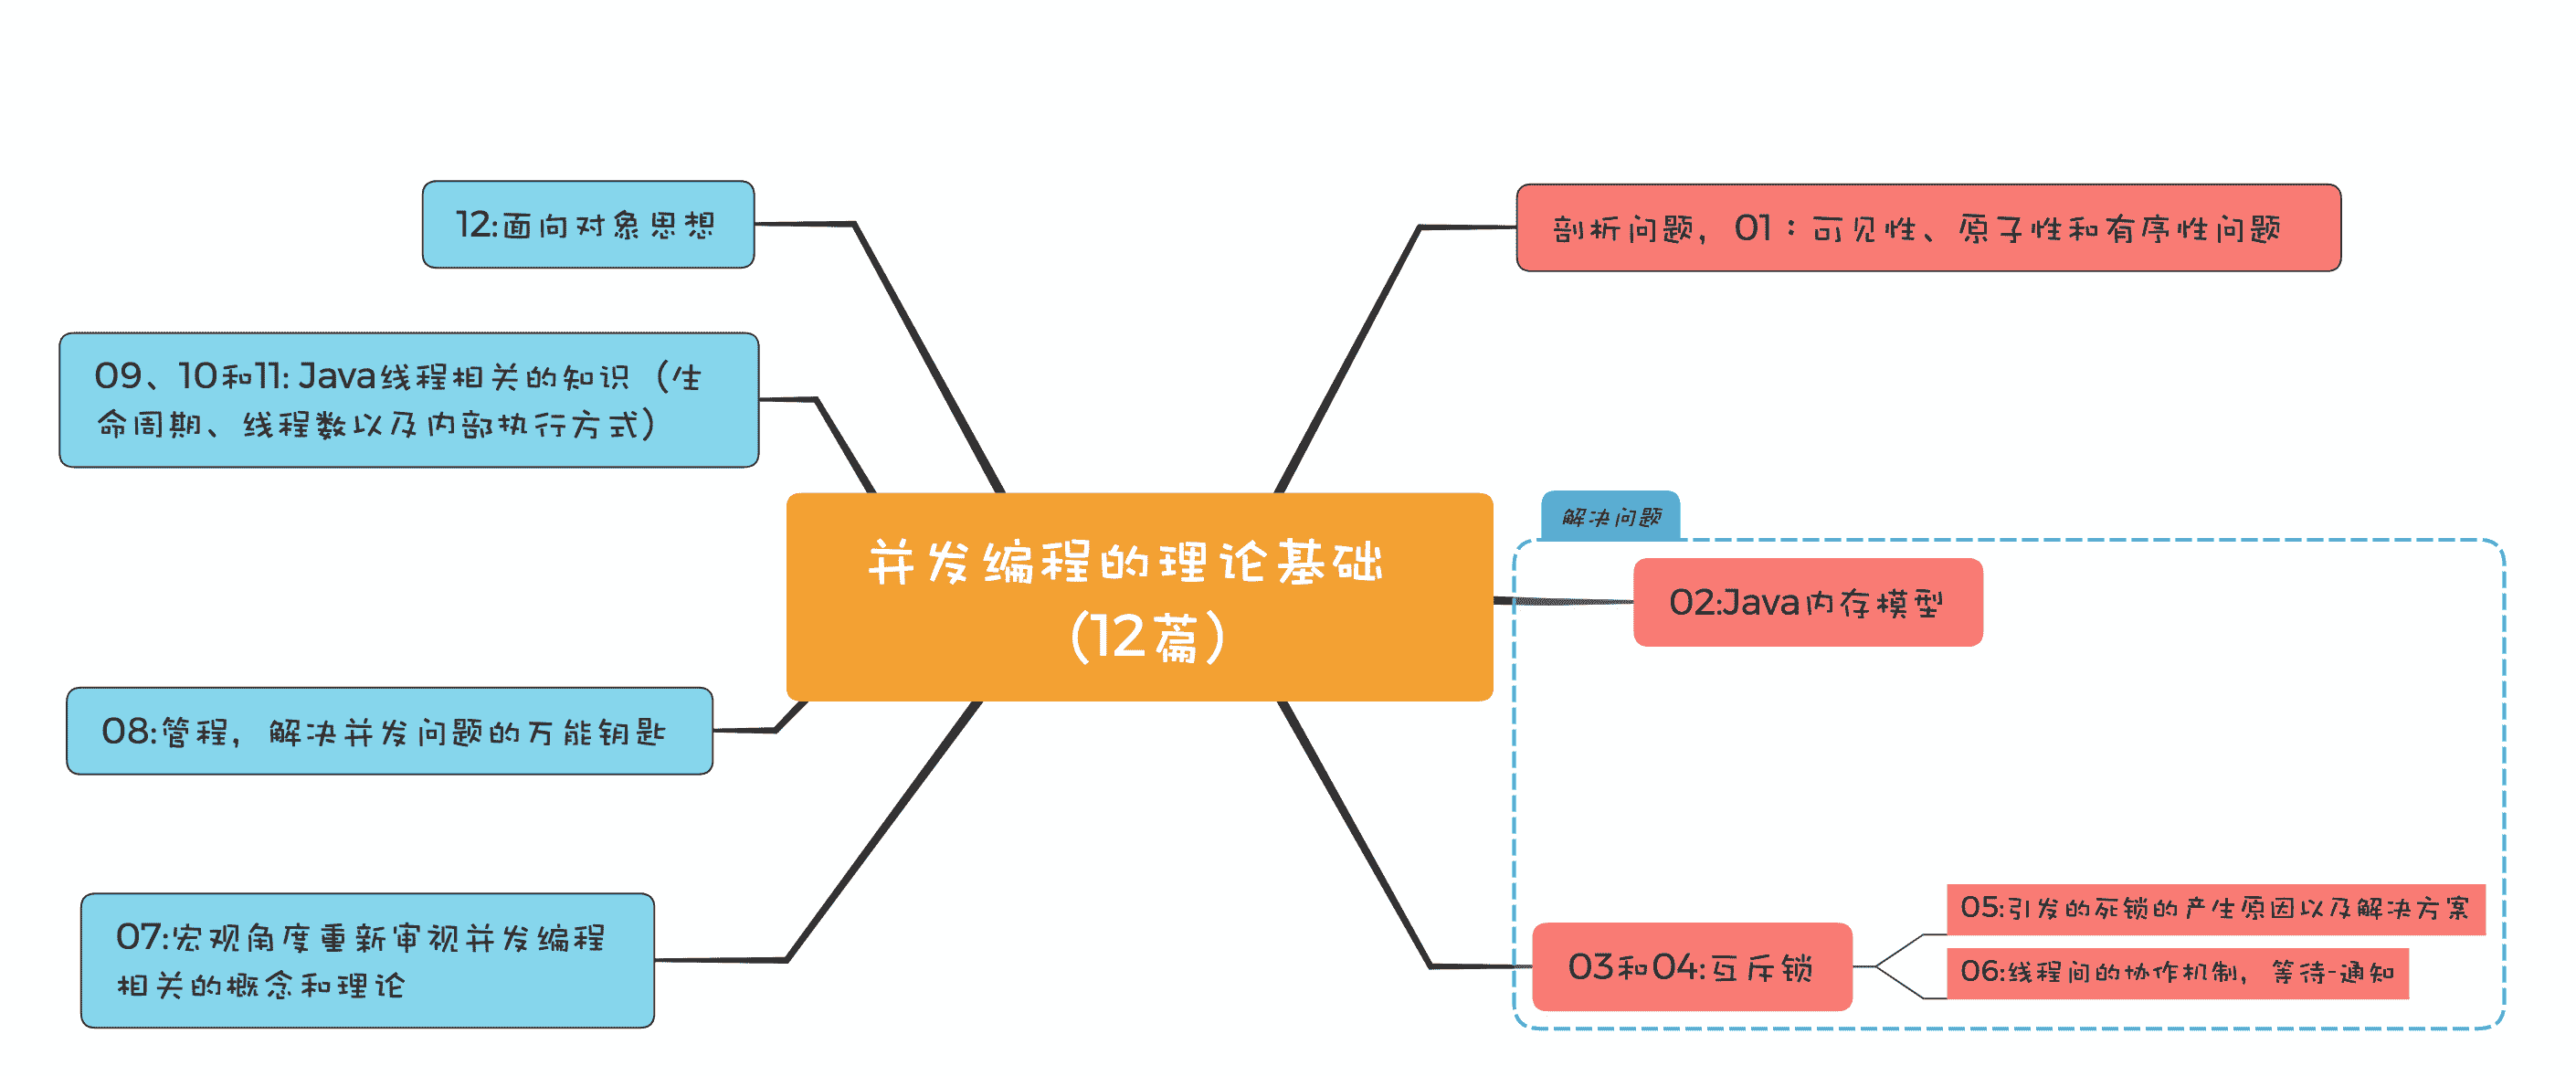 并发编程的理论基础
(12篇)
剖析问题，01：可见性、原子性和有序性问题
解决问题
02:Java内存模型
03和04:互斥锁
05:引发的死锁的产生原因以及解决方案
06:线程间的协作机制，等待-通知
07:宏观角度重新审视并发编程
相关的概念和理论
08:管程，解决并发问题的万能钥匙
09、10和11: Java线程相关的知识（生
命周期、线程数以及内部执行方式）
12:面向对象思想